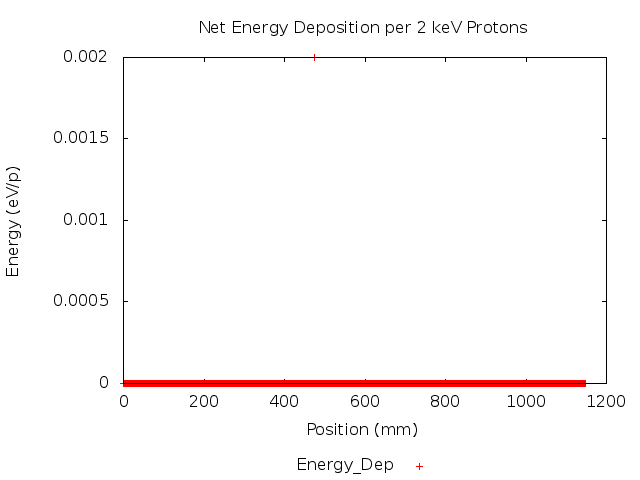 Net Energy Deposition per 2 keV Protons
0.002
0.0015
0.001
0.0005
0
Energy (eV/p)
0 200 400 600 800 1000 1200
Position (mm)
Energy_Dep